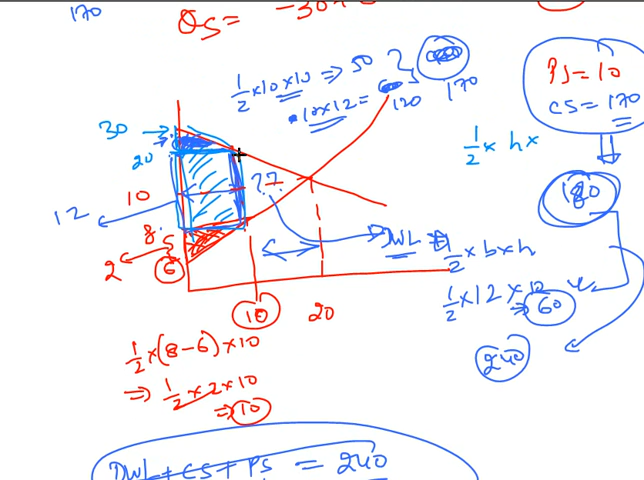 170
Qs = -30+
1/2 × 10 × 10 ⇒ 50
10×12 = 120
170
PS = 10
CS = 170
1/2 × h ×
180
30
20
10
12
8
6
2
??
DWL =
1/2 × b × h
1/2 × 12 × 10
⇒ 60
240
10
20
1/2 × (8-6) × 10
⇒ 1/2 × 2 × 10
⇒ 10
DWL + CS + PS = 240